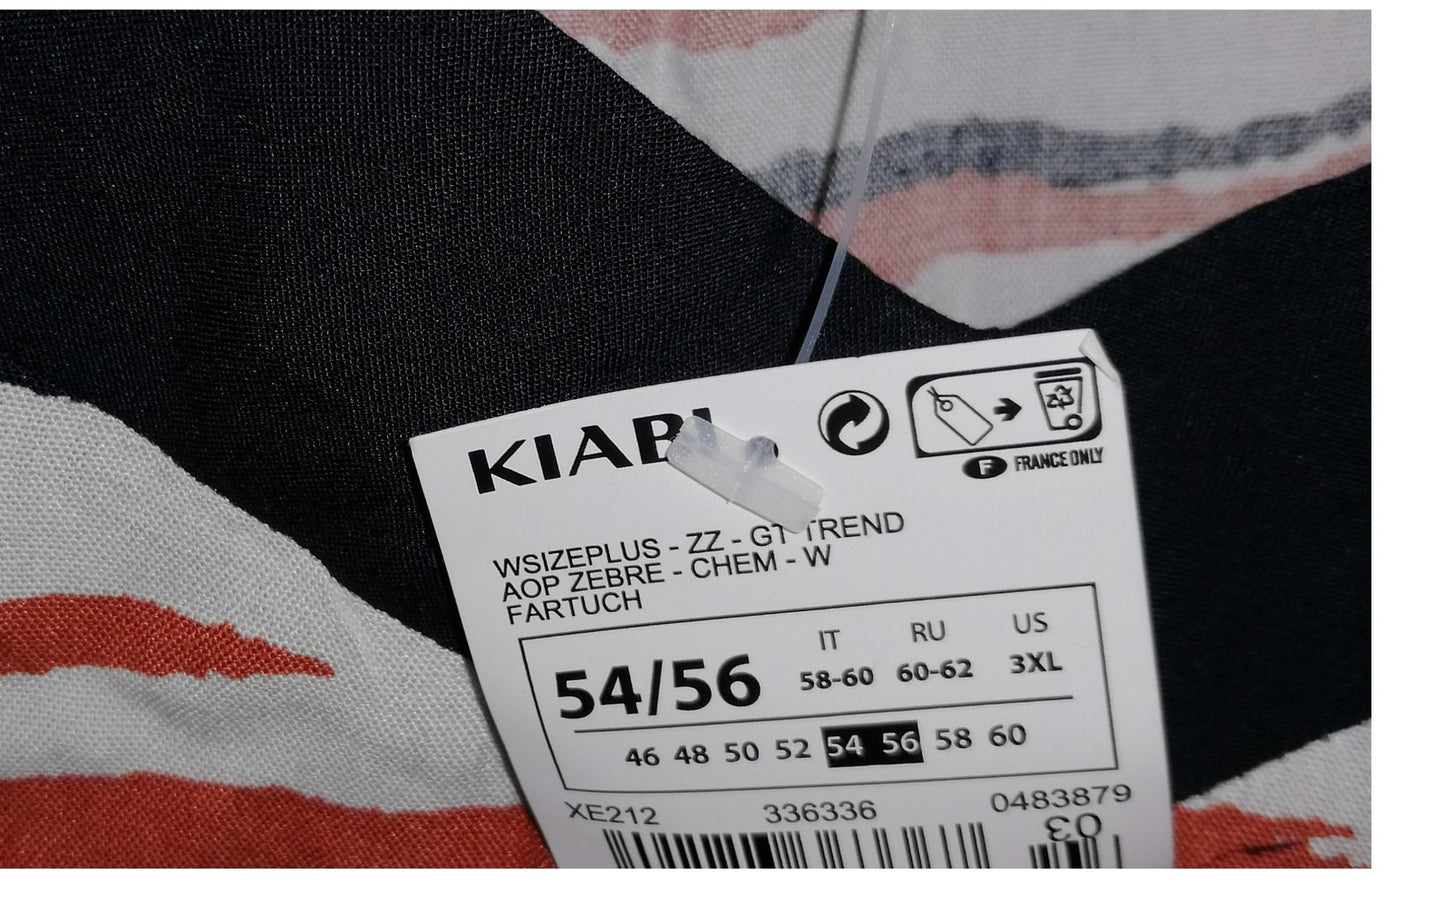 KIABI
F FRANCE ONLY
WSIZEPLUS - ZZ - GT TREND
AOP ZEBRE - CHEM - W
FARTUCH
IT RU US
54/56 58-60 60-62 3XL
46 48 50 52 54 56 58 60
XE212 336336 0483879
03